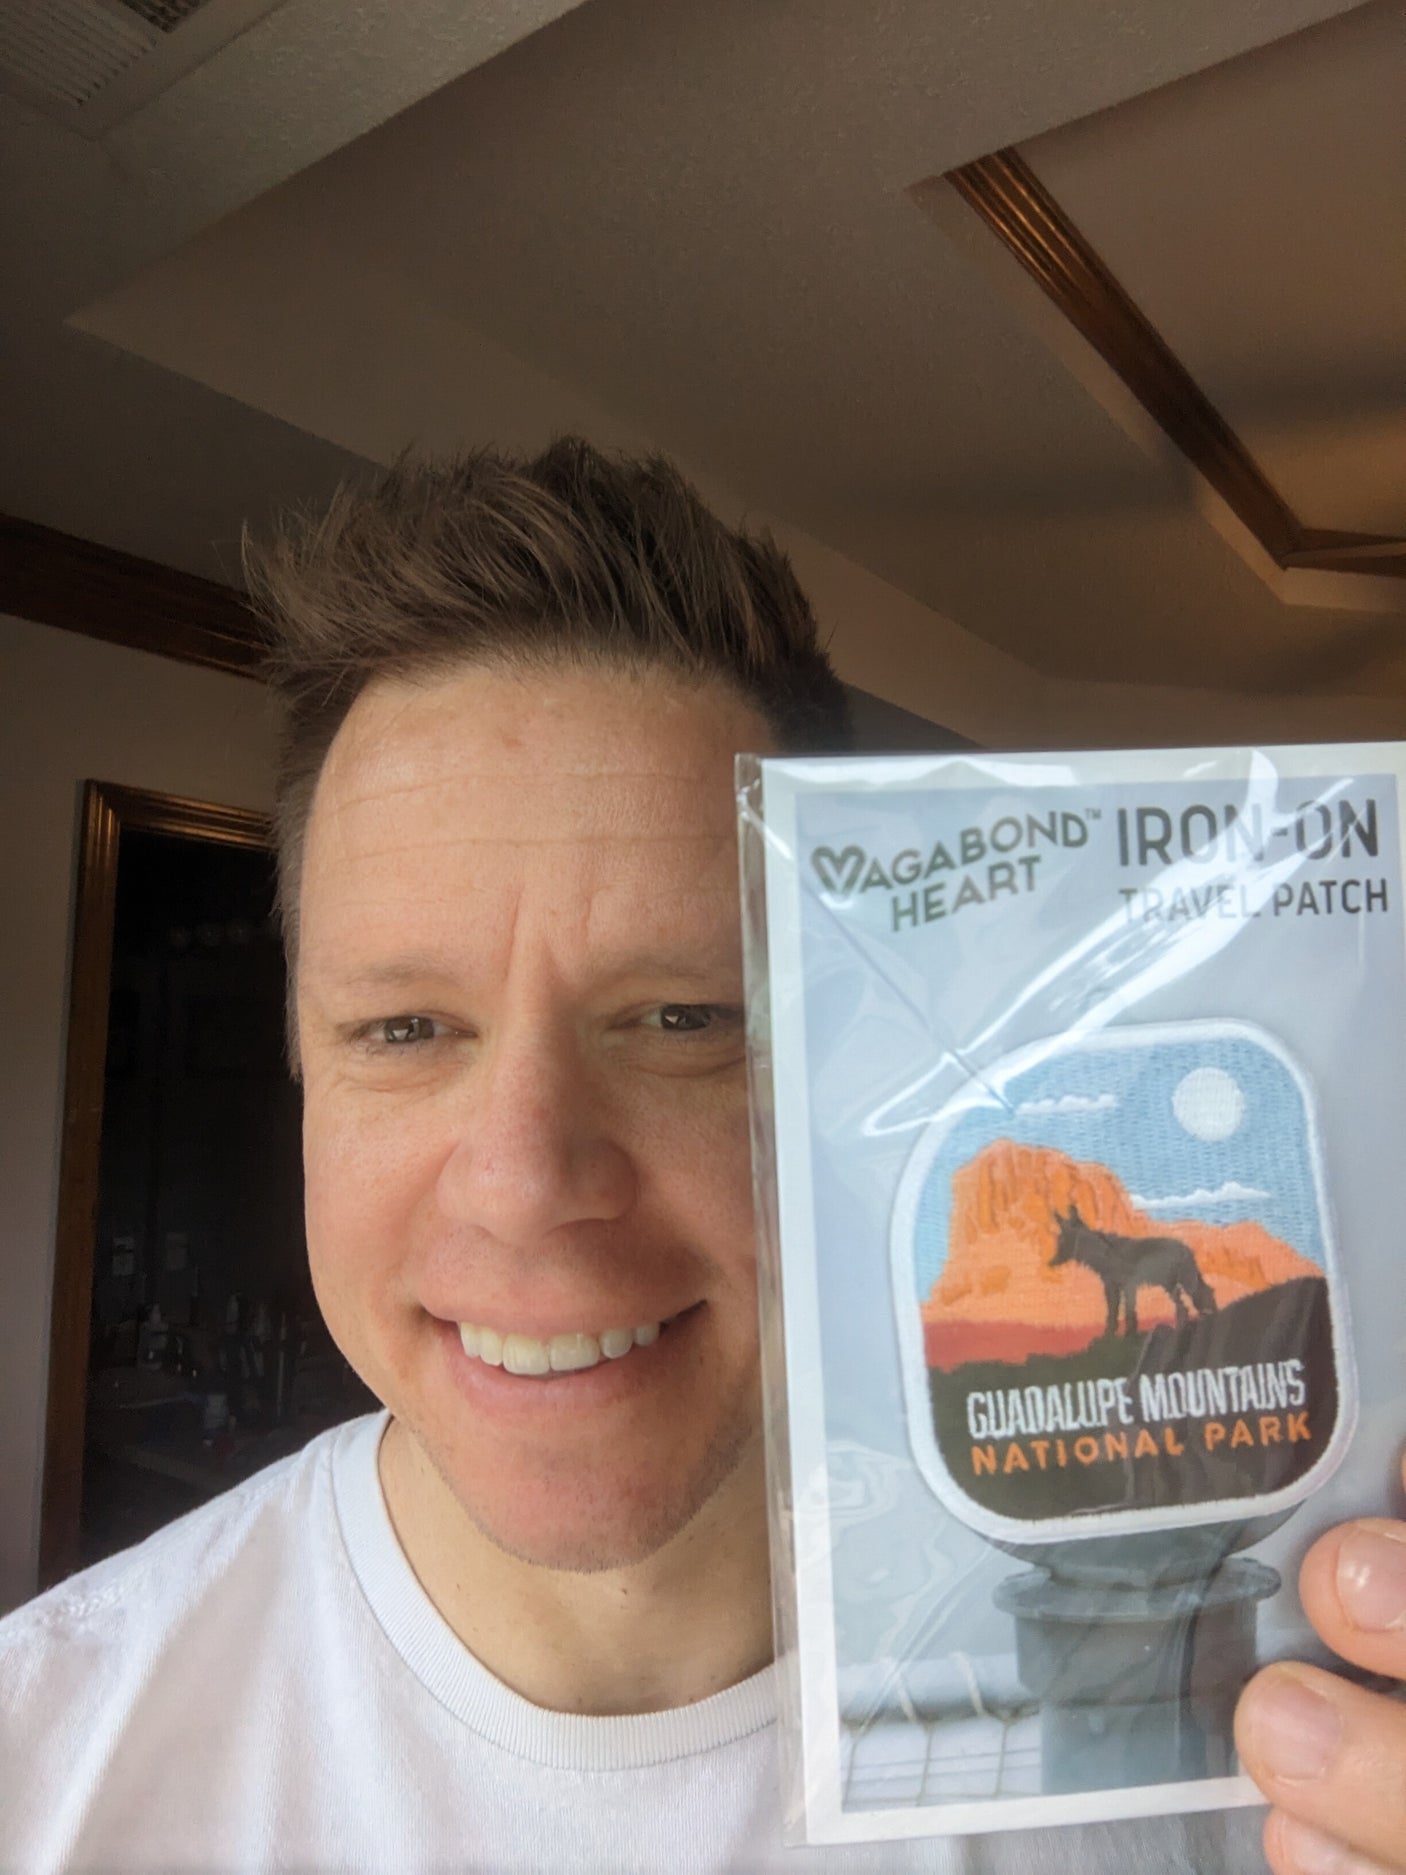 VAGABOND™ IRON-ON
HEART TRAVEL PATCH
GUADALUPE MOUNTAINS
NATIONAL PARK